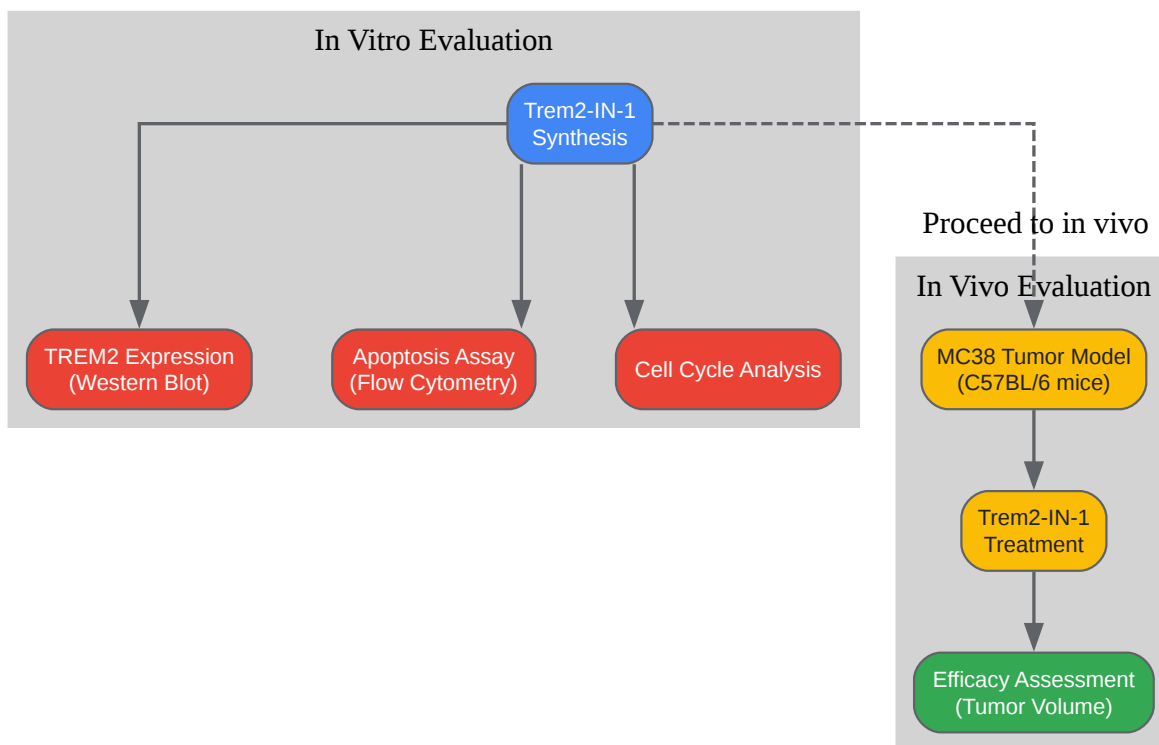 In Vitro Evaluation
Trem2-IN-1
Synthesis
Proceed to in vivo
In Vivo Evaluation
TREM2 Expression
(Western Blot)
Apoptosis Assay
(Flow Cytometry)
Cell Cycle Analysis
MC38 Tumor Model
(C57BL/6 mice)
Trem2-IN-1
Treatment
Efficacy Assessment
(Tumor Volume)